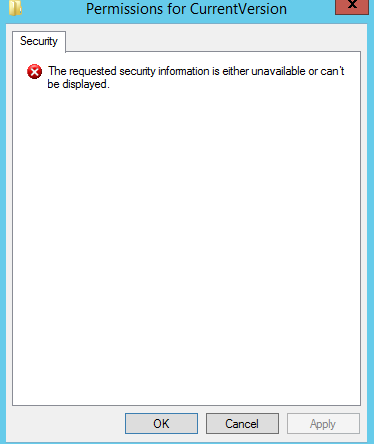 Permissions for CurrentVersion
Security
The requested security information is either unavailable or can't
be displayed.
OK
Cancel
Apply